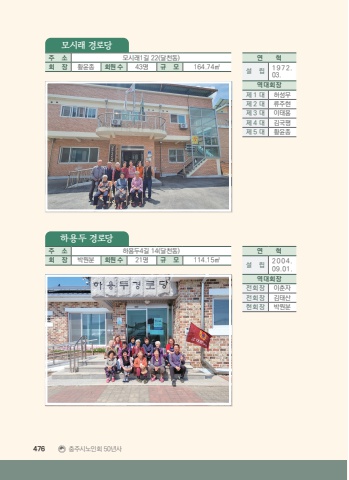 모시래 경로당
주 소 모시래1길 22(달천동)
회 장 황운종 회원수 43명 규 모 164.74㎡
연 혁
설 립 1972. 03.
역대회장
제1대 허성무
제2대 류주현
제3대 이태용
제4대 김국평
제5대 황운종
하용두 경로당
주 소 하용두4길 14(달천동)
회 장 박원분 회원수 21명 규 모 114.15㎡
연 혁
설 립 2004. 09.01.
역대회장
전회장 이춘자
전회장 김태산
현회장 박원분
하용두경로당
476 충주시노인회 50년사